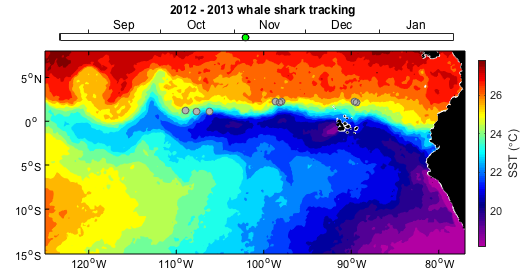 2012 - 2013 whale shark tracking
Sep Oct Nov Dec Jan
5°N
0°
5°S
10°S
15°S
120°W 110°W 100°W 90°W 80°W
26
24
22
20
SST (°C)